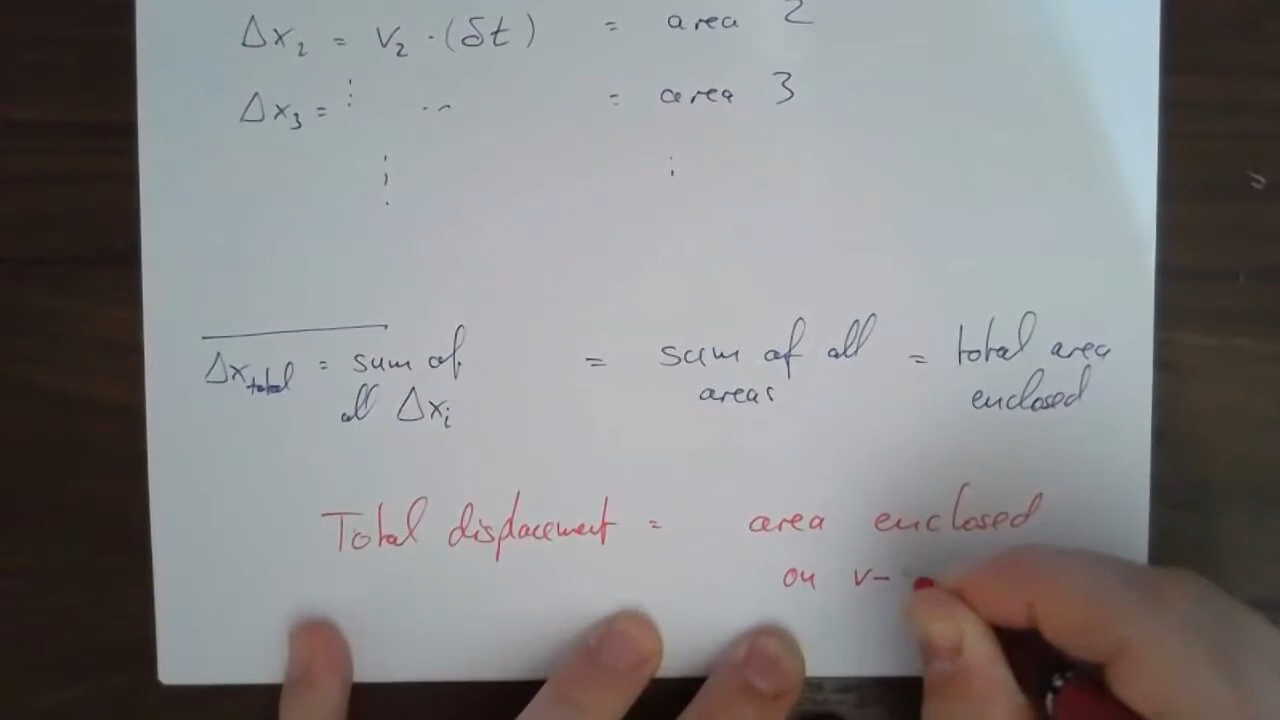 Δx₂ = v₂ · (δt) = area 2
Δx₃ = ⋮ ... = area 3
⋮ ⋮
Δx_total = sum of = sum of all = total area
all Δxᵢ areas enclosed
Total displacement = area enclosed
on v-